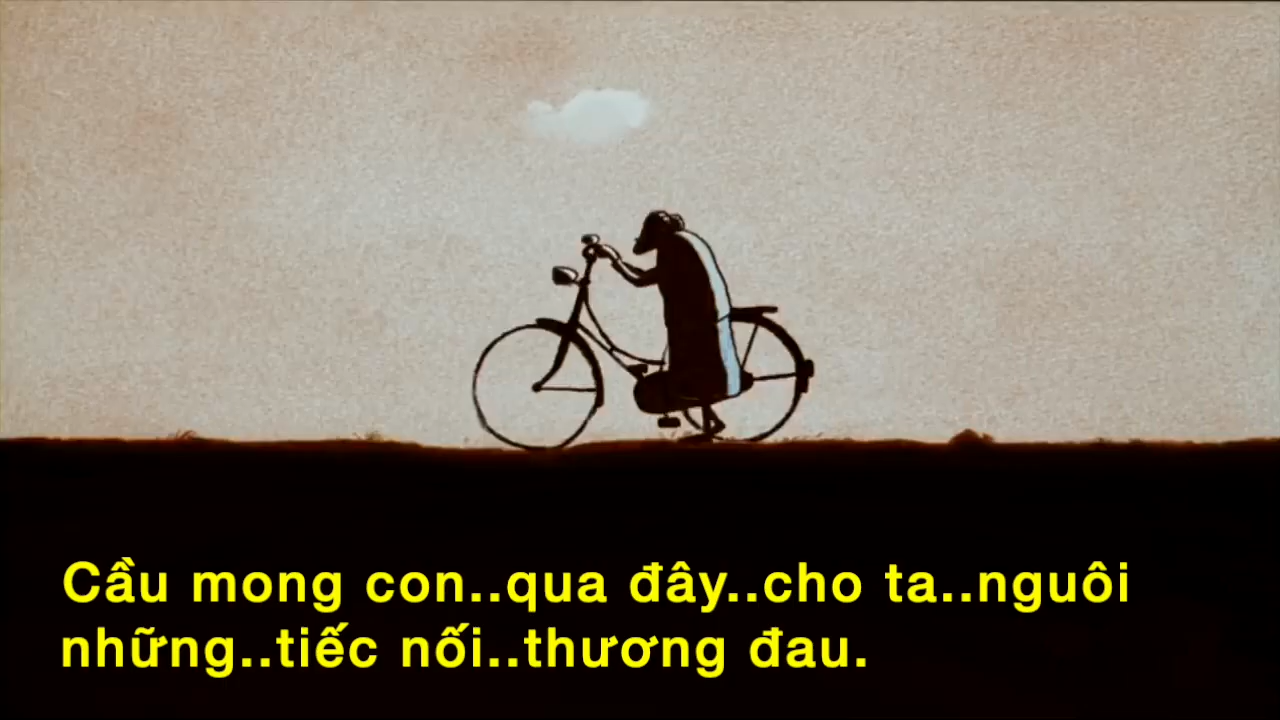 Cầu mong con..qua đây..cho ta..nguôi
những..tiếc nối..thương đau.